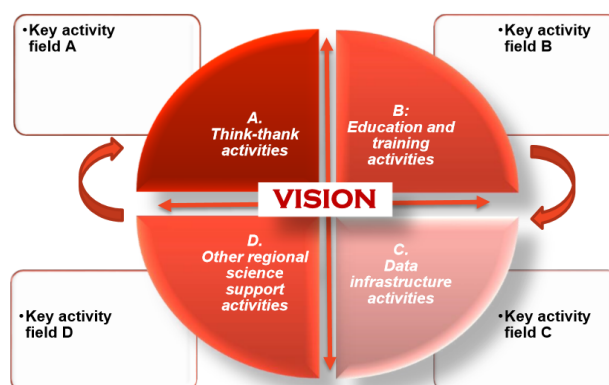 •Key activity
field A
•Key activity
field B
A.
Think-thank
activities
B:
Education and
training
activities
VISION
D.
Other regional
science
support
activities
C.
Data
infrastructure
activities
•Key activity
field D
•Key activity
field C